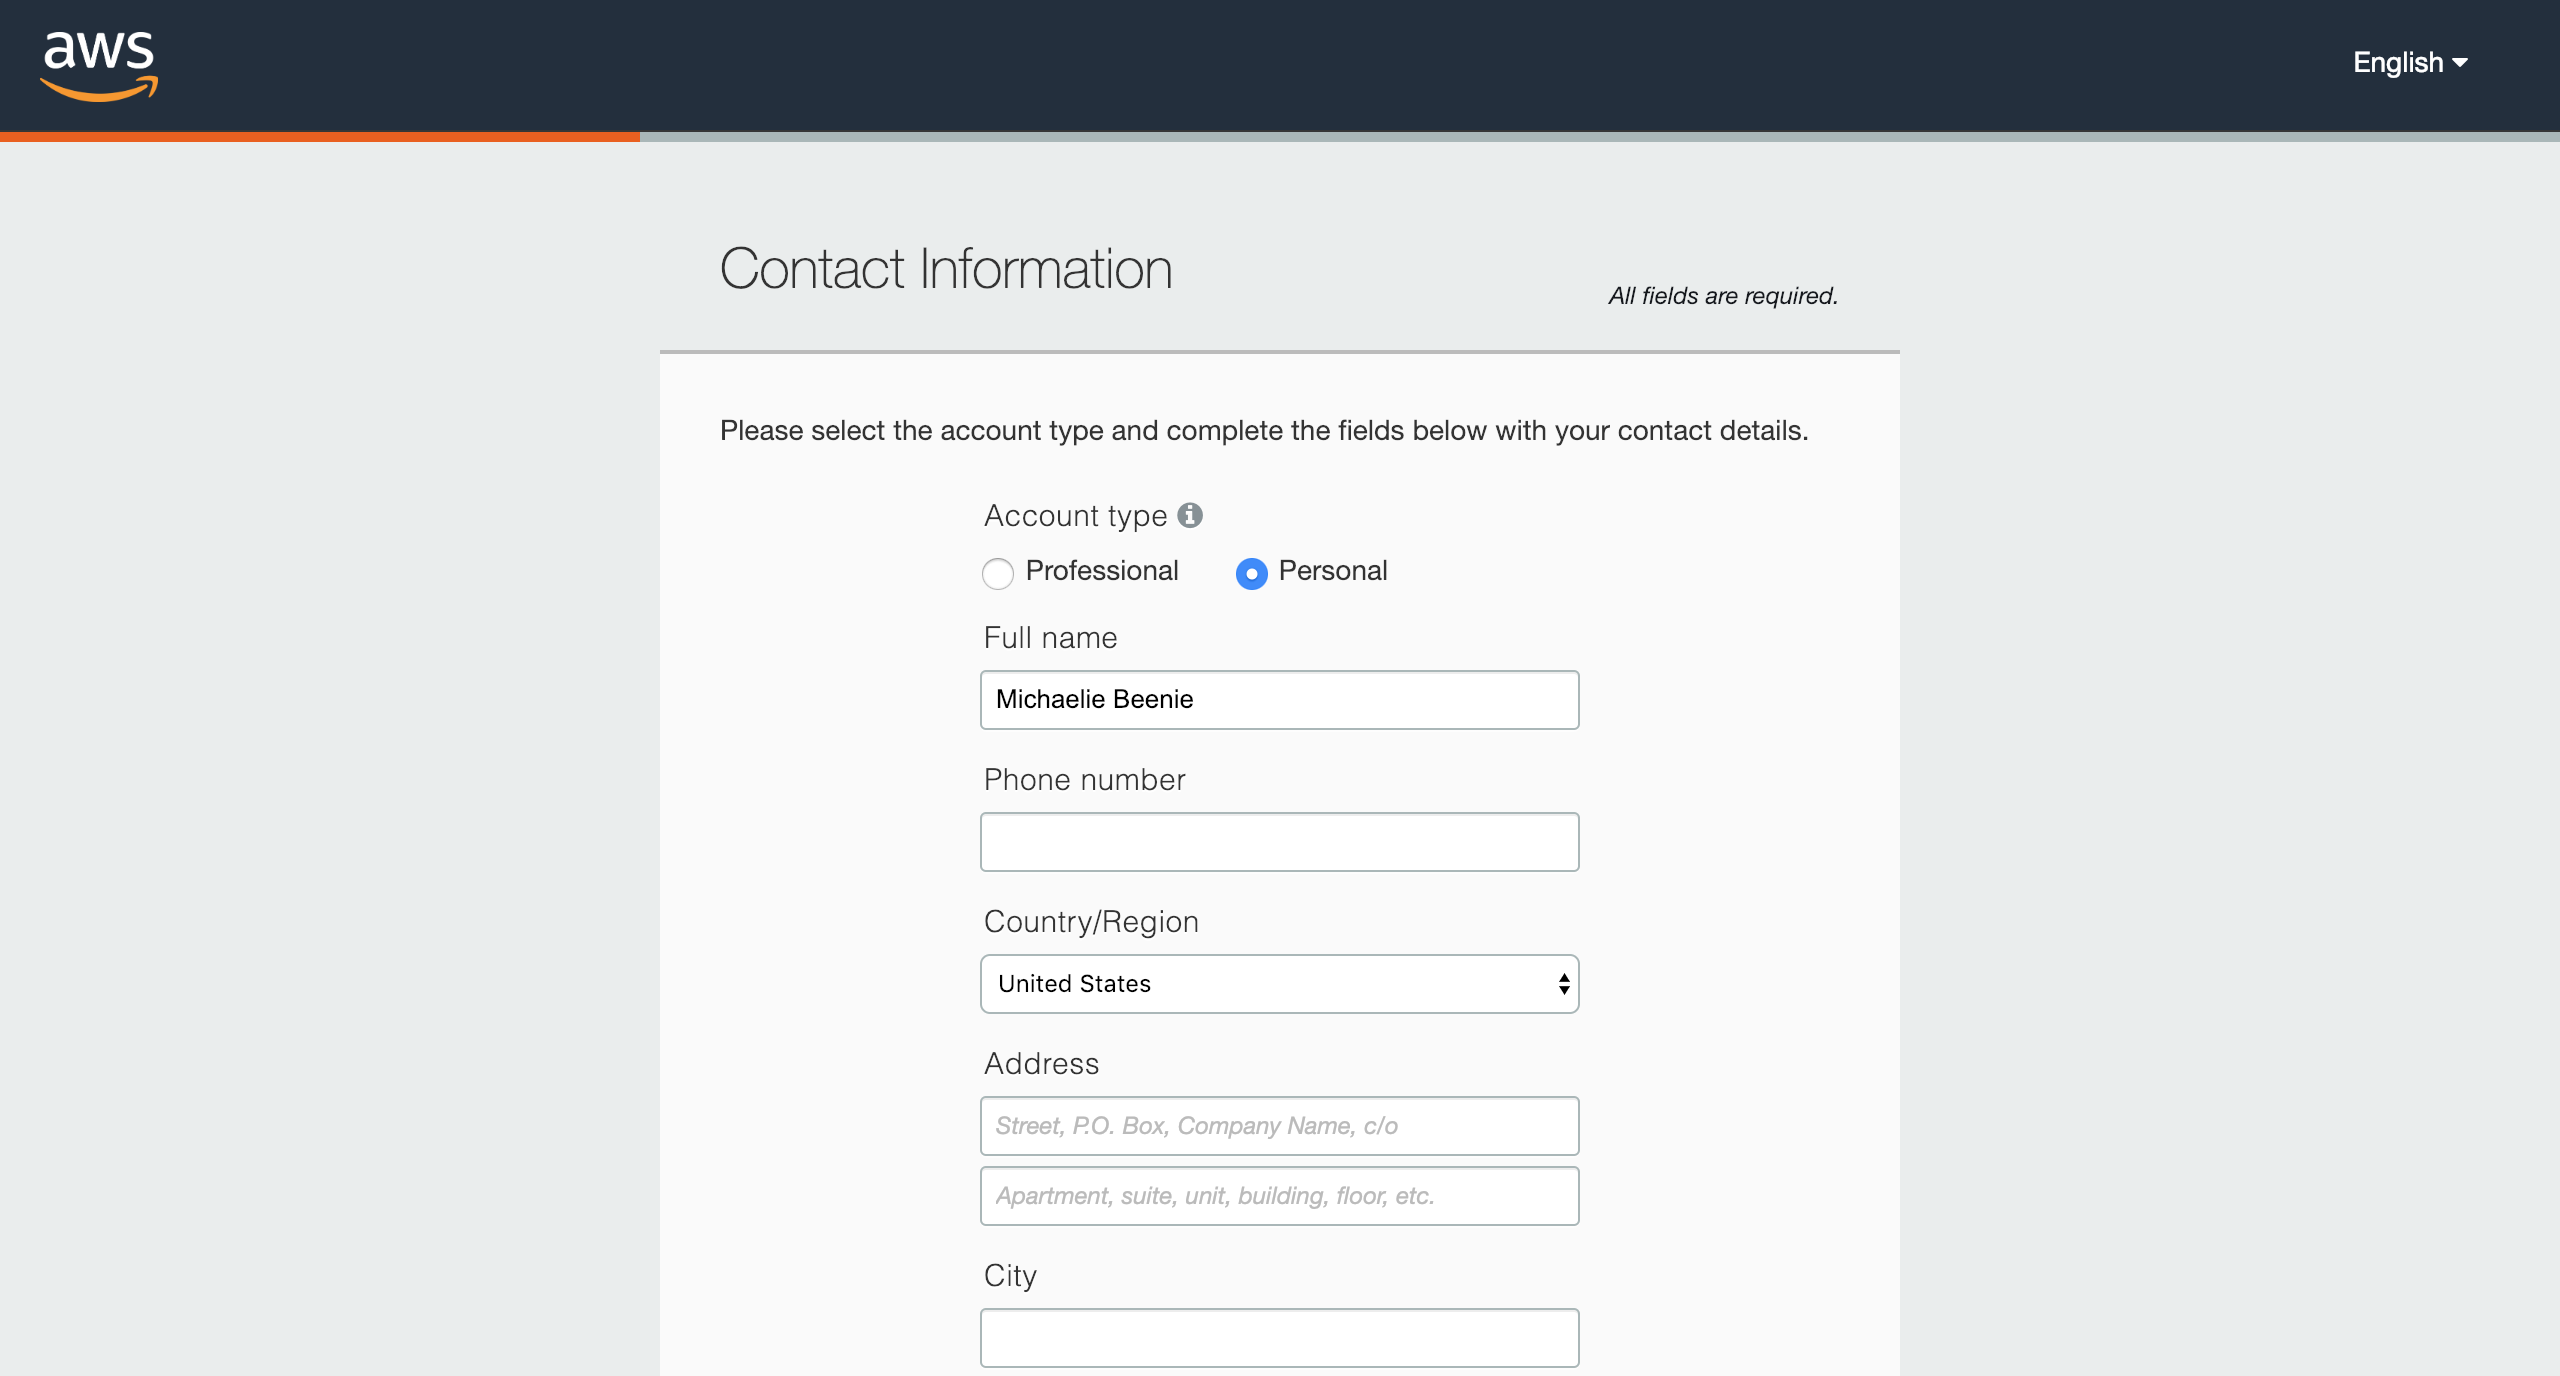 aws
English
Contact Information
All fields are required.
Please select the account type and complete the fields below with your contact details.
Account type
Professional Personal
Full name
Michaelie Beenie
Phone number
Country/Region
United States
Address
Street, P.O. Box, Company Name, c/o
Apartment, suite, unit, building, floor, etc.
City